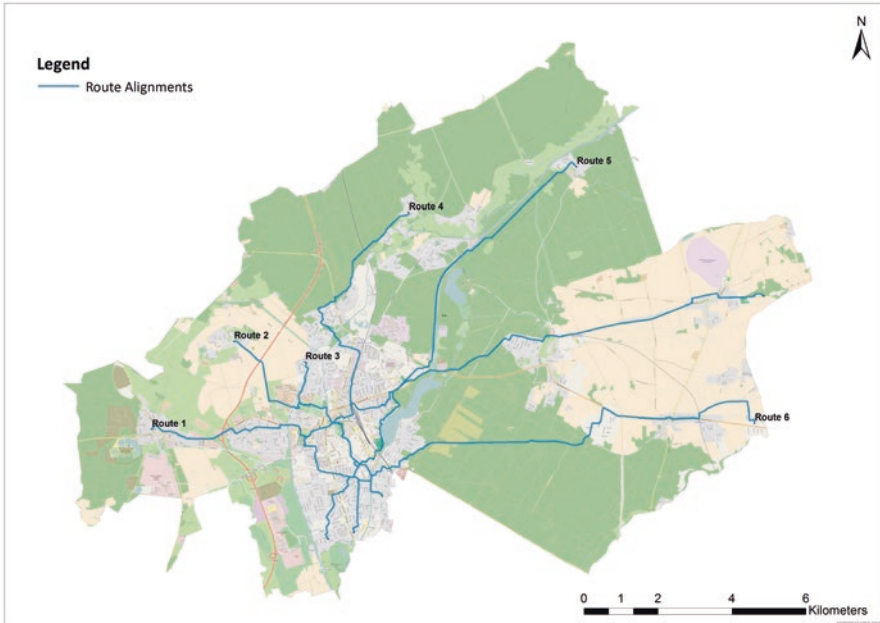 N
Legend
Route Alignments
Route 5
Route 4
Route 2
Route 3
Route 1
Route 6
0 1 2 4 6
Kilometers